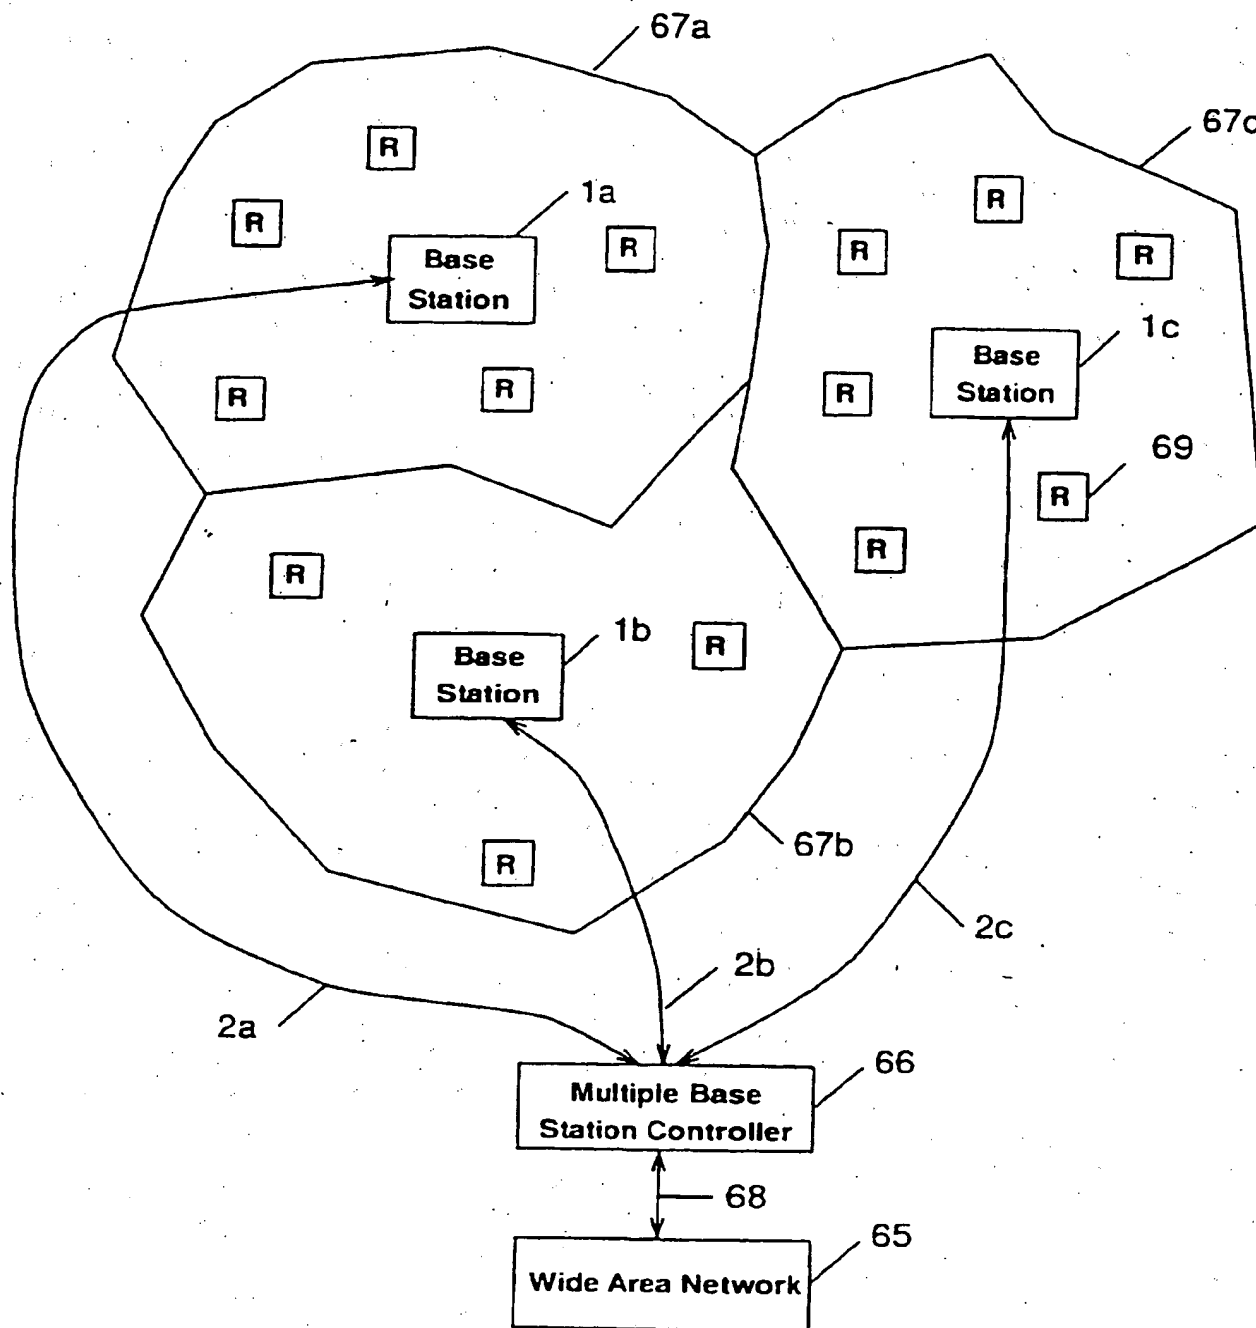 67a
67c
R
1a
R
R
R
R
R
R
Base
Station
1c
Base
Station
R
R
R
69
R
R
R
1b
R
Base
Station
67b
R
2c
2b
2a
66
Multiple Base
Station Controller
68
65
Wide Area Network